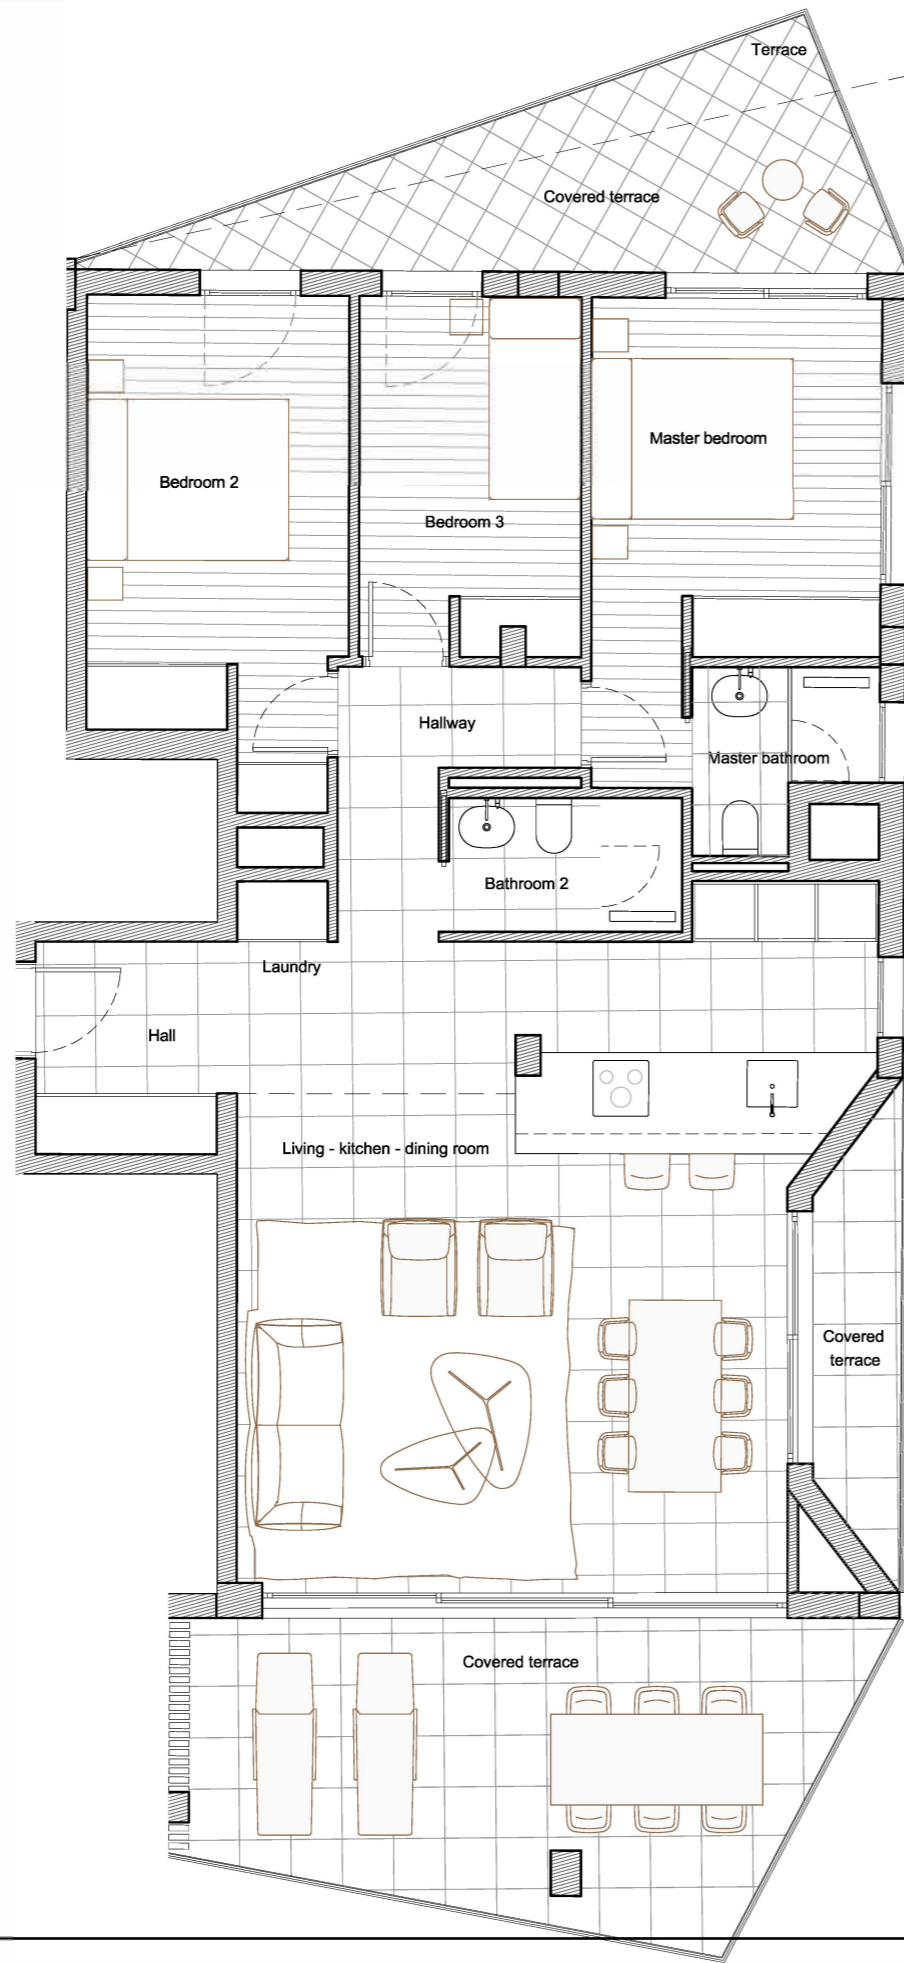 Terrace
Covered terrace
Master bedroom
Bedroom 2
Bedroom 3
Hallway
Master bathroom
Bathroom 2
Laundry
Hall
Living - kitchen - dining room
Covered
terrace
Covered terrace